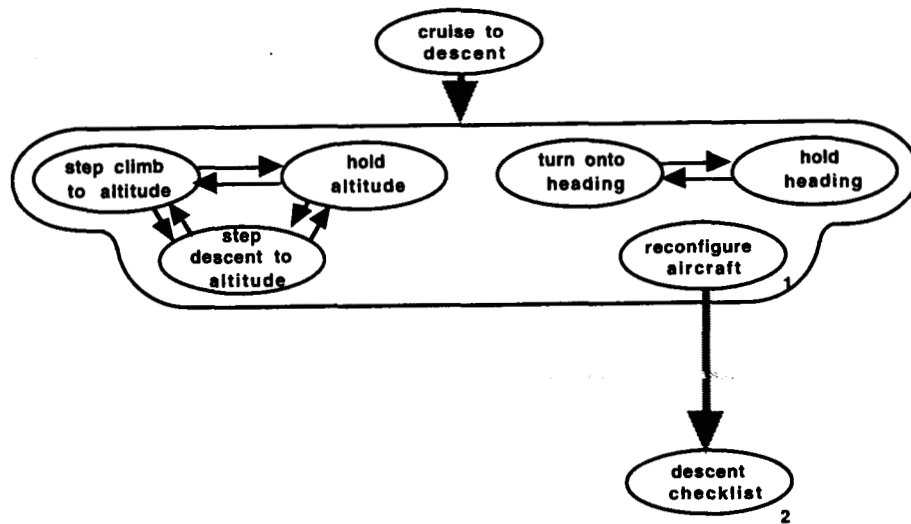 cruise to
descent
step climb
to altitude
hold
altitude
turn onto
heading
hold
heading
step
descent to
altitude
reconfigure
aircraft
1
descent
checklist
2